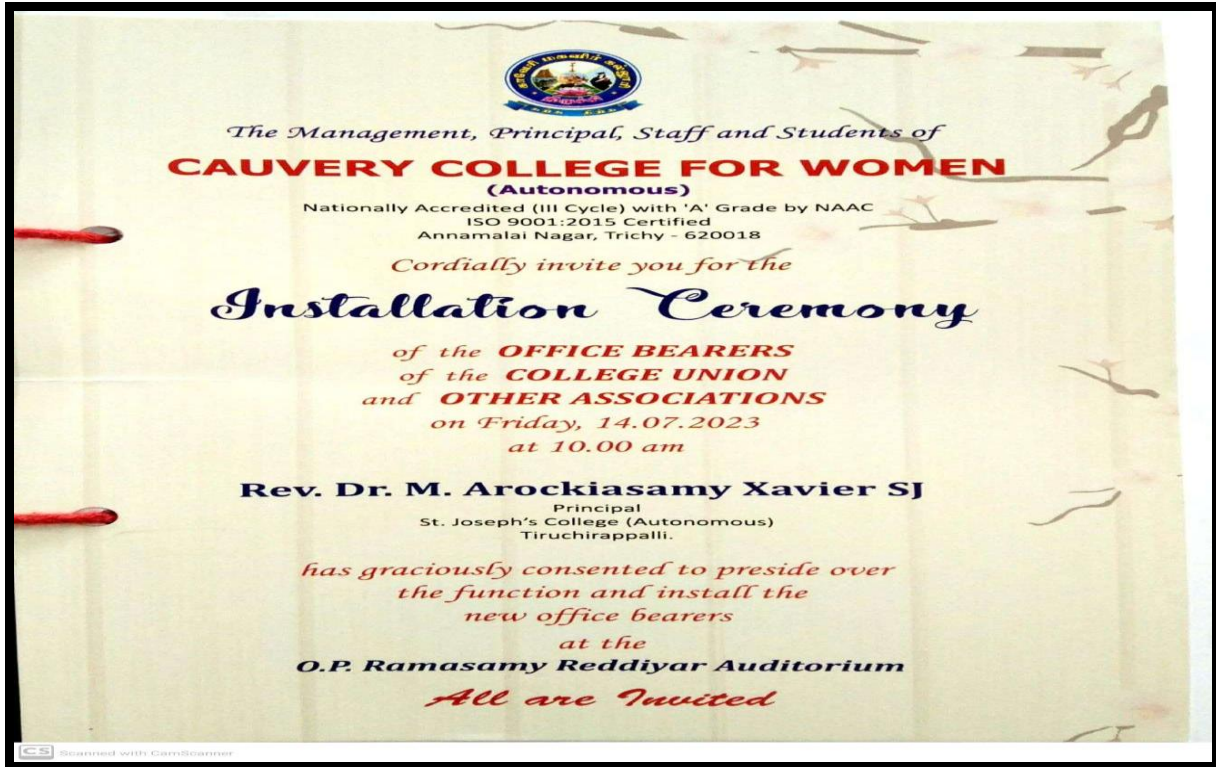 காவேரி மகளிர் கல்லூரி
திருச்சி
The Management, Principal, Staff and Students of
CAUVERY COLLEGE FOR WOMEN
(Autonomous)
Nationally Accredited (III Cycle) with 'A' Grade by NAAC
ISO 9001:2015 Certified
Annamalai Nagar, Trichy - 620018
Cordially invite you for the
Installation Ceremony
of the OFFICE BEARERS
of the COLLEGE UNION
and OTHER ASSOCIATIONS
on Friday, 14.07.2023
at 10.00 am
Rev. Dr. M. Arockiasamy Xavier SJ
Principal
St. Joseph's College (Autonomous)
Tiruchirappalli.
has graciously consented to preside over
the function and install the
new office bearers
at the
O.P. Ramasamy Reddiyar Auditorium
All are Invited
CS Scanned with CamScanner